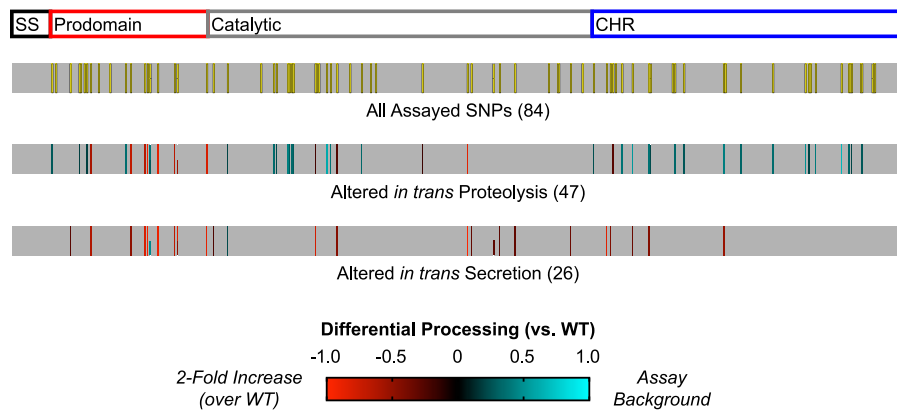 SS Prodomain Catalytic CHR
All Assayed SNPs (84)
Altered in trans Proteolysis (47)
Altered in trans Secretion (26)
Differential Processing (vs. WT)
-1.0 -0.5 0 0.5 1.0
2-Fold Increase
(over WT)
Assay
Background